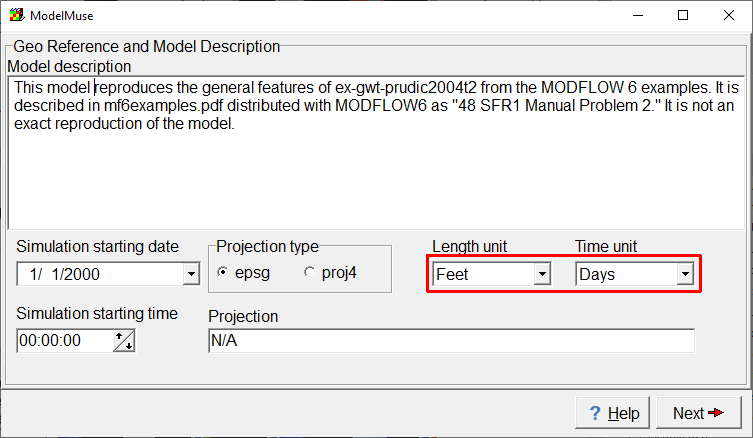 ModelMuse
Geo Reference and Model Description
Model description
This model reproduces the general features of ex-gwt-prudic2004t2 from the MODFLOW 6 examples. It is
described in mf6examples.pdf distributed with MODFLOW6 as "48 SFR1 Manual Problem 2." It is not an
exact reproduction of the model.
Simulation starting date
Projection type
Length unit
Time unit
1/ 1/2000
epsg
proj4
Feet
Days
Simulation starting time
Projection
00:00:00
N/A
? Help
Next